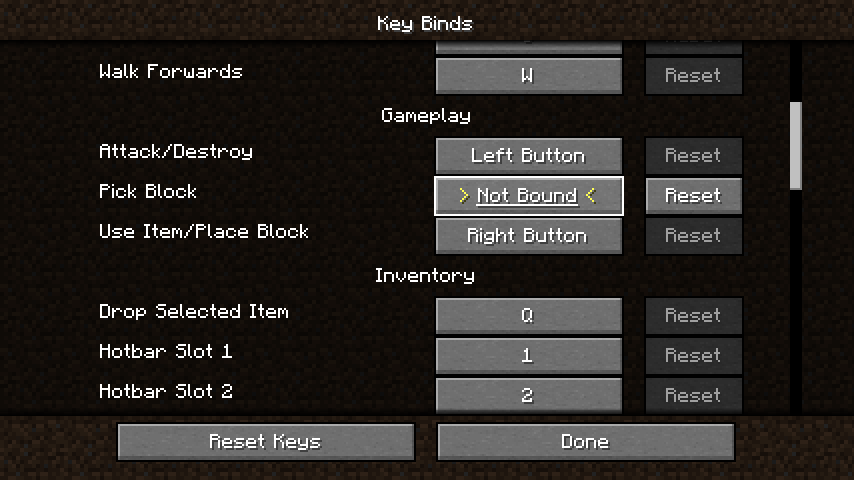 Key Binds
Walk Forwards W Reset
Gameplay
Attack/Destroy Left Button Reset
Pick Block > Not Bound < Reset
Use Item/Place Block Right Button Reset
Inventory
Drop Selected Item Q Reset
Hotbar Slot 1 1 Reset
Hotbar Slot 2 2 Reset
Reset Keys Done